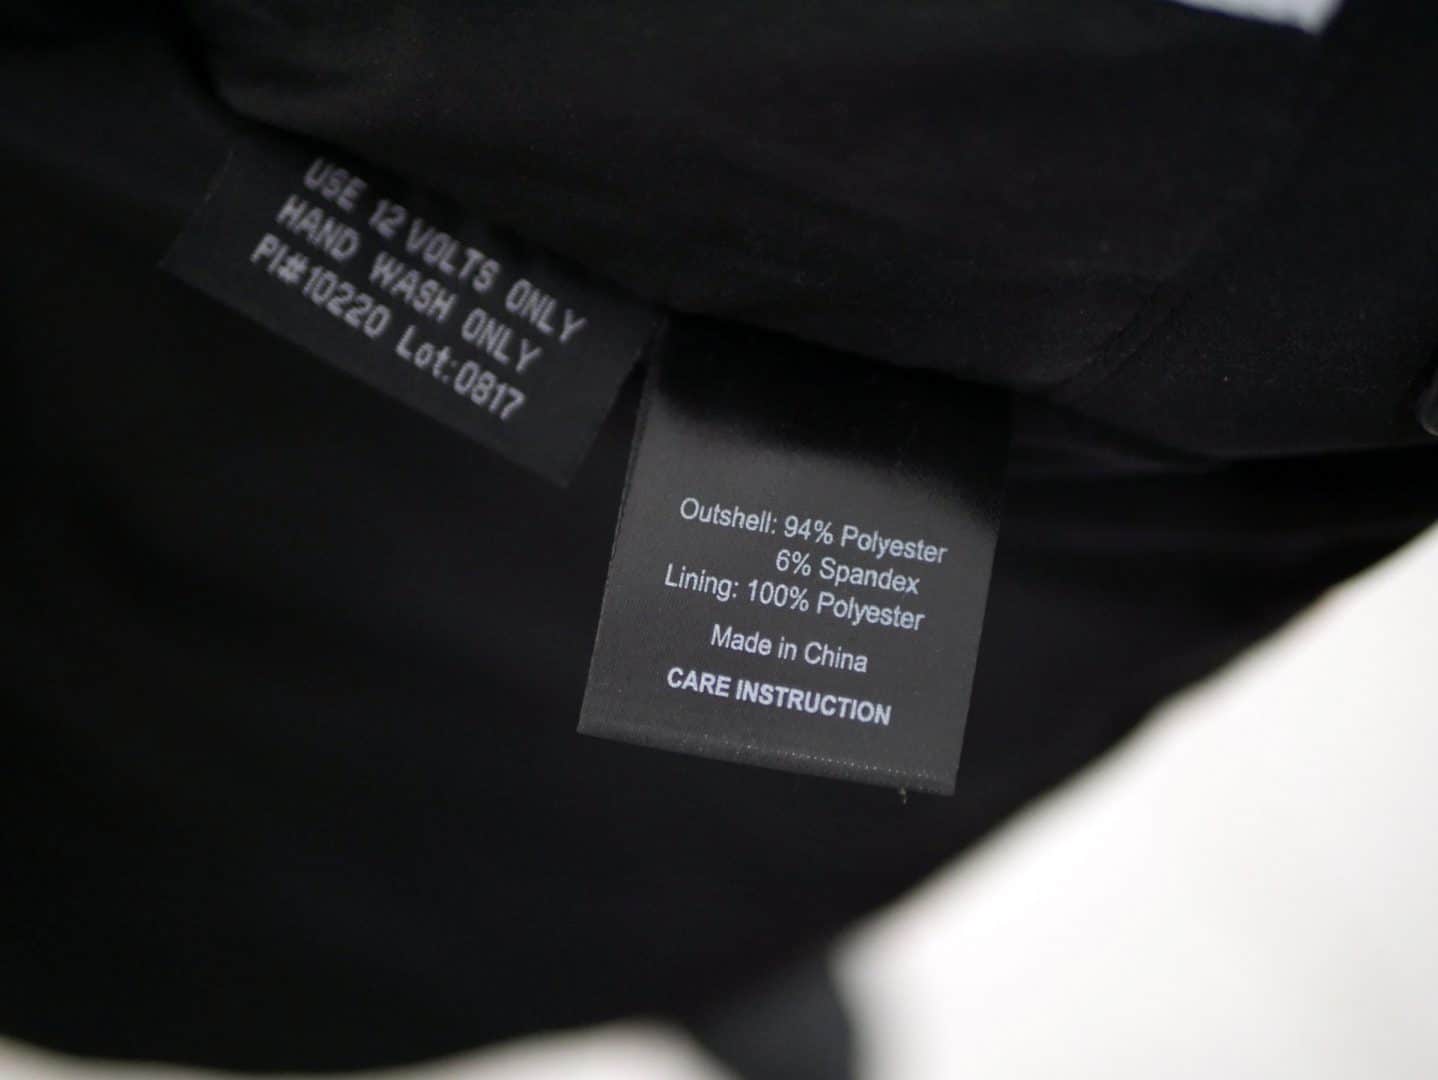 USE 12 VOLTS ONLY
HAND WASH ONLY
PI#10220 Lot:0817
Outshell: 94% Polyester
6% Spandex
Lining: 100% Polyester
Made in China
CARE INSTRUCTION